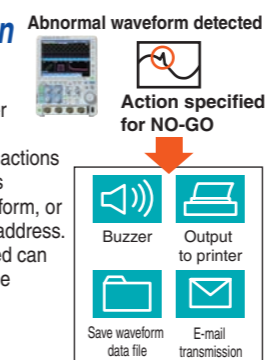 n
Abnormal waveform detected
or
Action specified
for NO-GO
actions
s
form, or
address.
ed can
e
Buzzer
Output
to printer
Save waveform
data file
E-mail
transmission